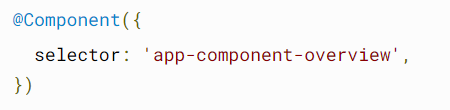 @Component({
  selector: 'app-component-overview',
})